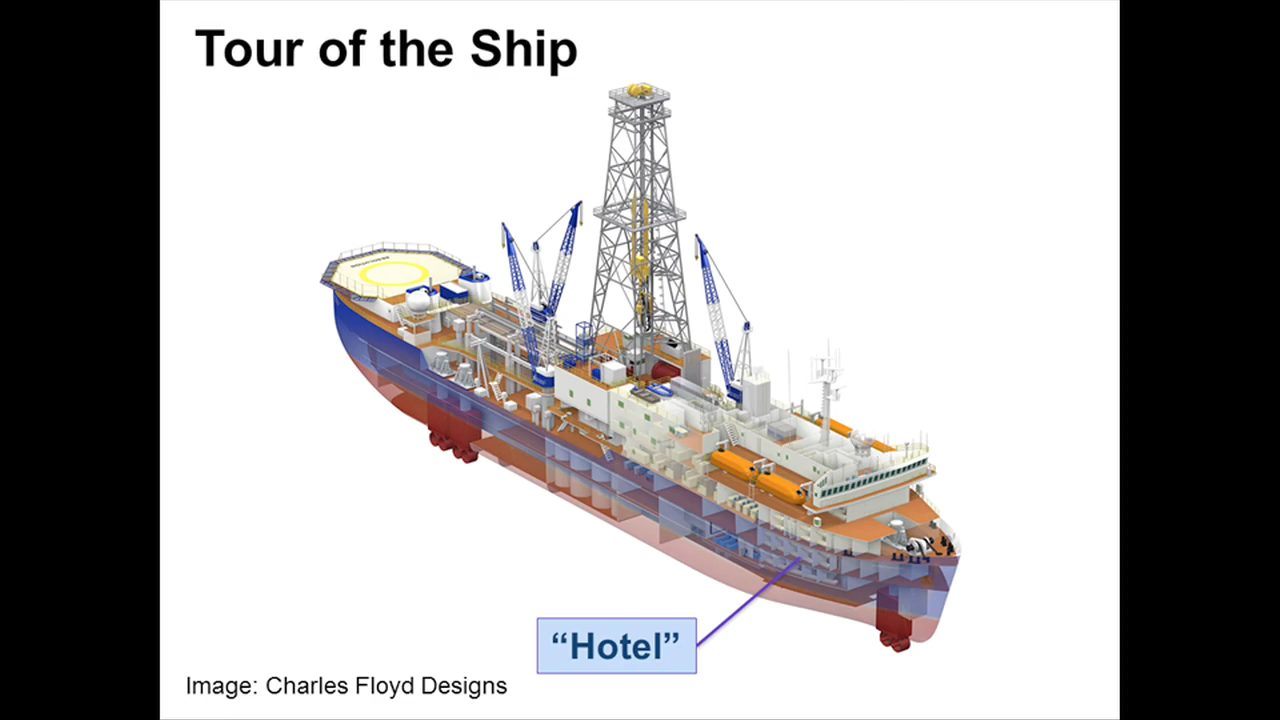 Tour of the Ship
“Hotel”
Image: Charles Floyd Designs